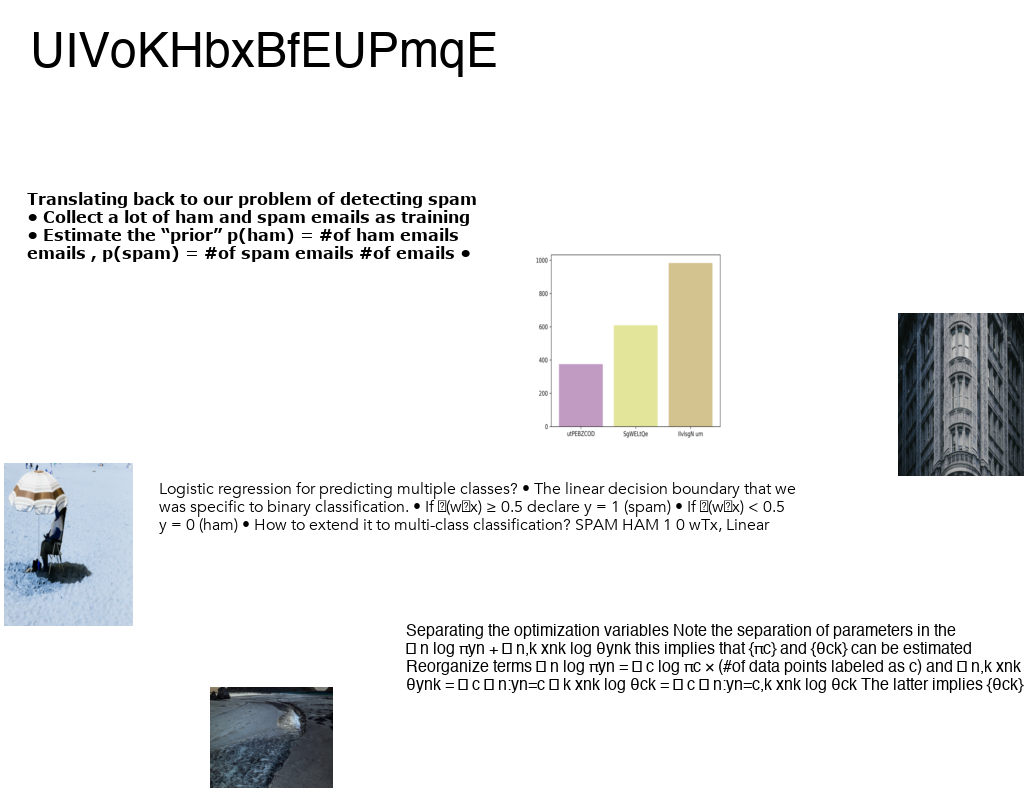 UIVoKHbxBfEUPmqE
Translating back to our problem of detecting spam
● Collect a lot of ham and spam emails as training
● Estimate the “prior” p(ham) = #of ham emails
emails , p(spam) = #of spam emails #of emails ●
1000
800
600
400
200
0
utPEBZCOD SgWELtQe IlvlsgN um
Logistic regression for predicting multiple classes? • The linear decision boundary that we
was specific to binary classification. • If (wx) ≥ 0.5 declare y = 1 (spam) • If (wx) < 0.5
y = 0 (ham) • How to extend it to multi-class classification? SPAM HAM 1 0 wTx, Linear
Separating the optimization variables Note the separation of parameters in the
n log πyn + n,k xnk log θynk this implies that {πc} and {θck} can be estimated
Reorganize terms n log πyn = c log πc × (#of data points labeled as c) and n,k xnk
θynk = c n:yn=c k xnk log θck = c n:yn=c,k xnk log θck The latter implies {θck}